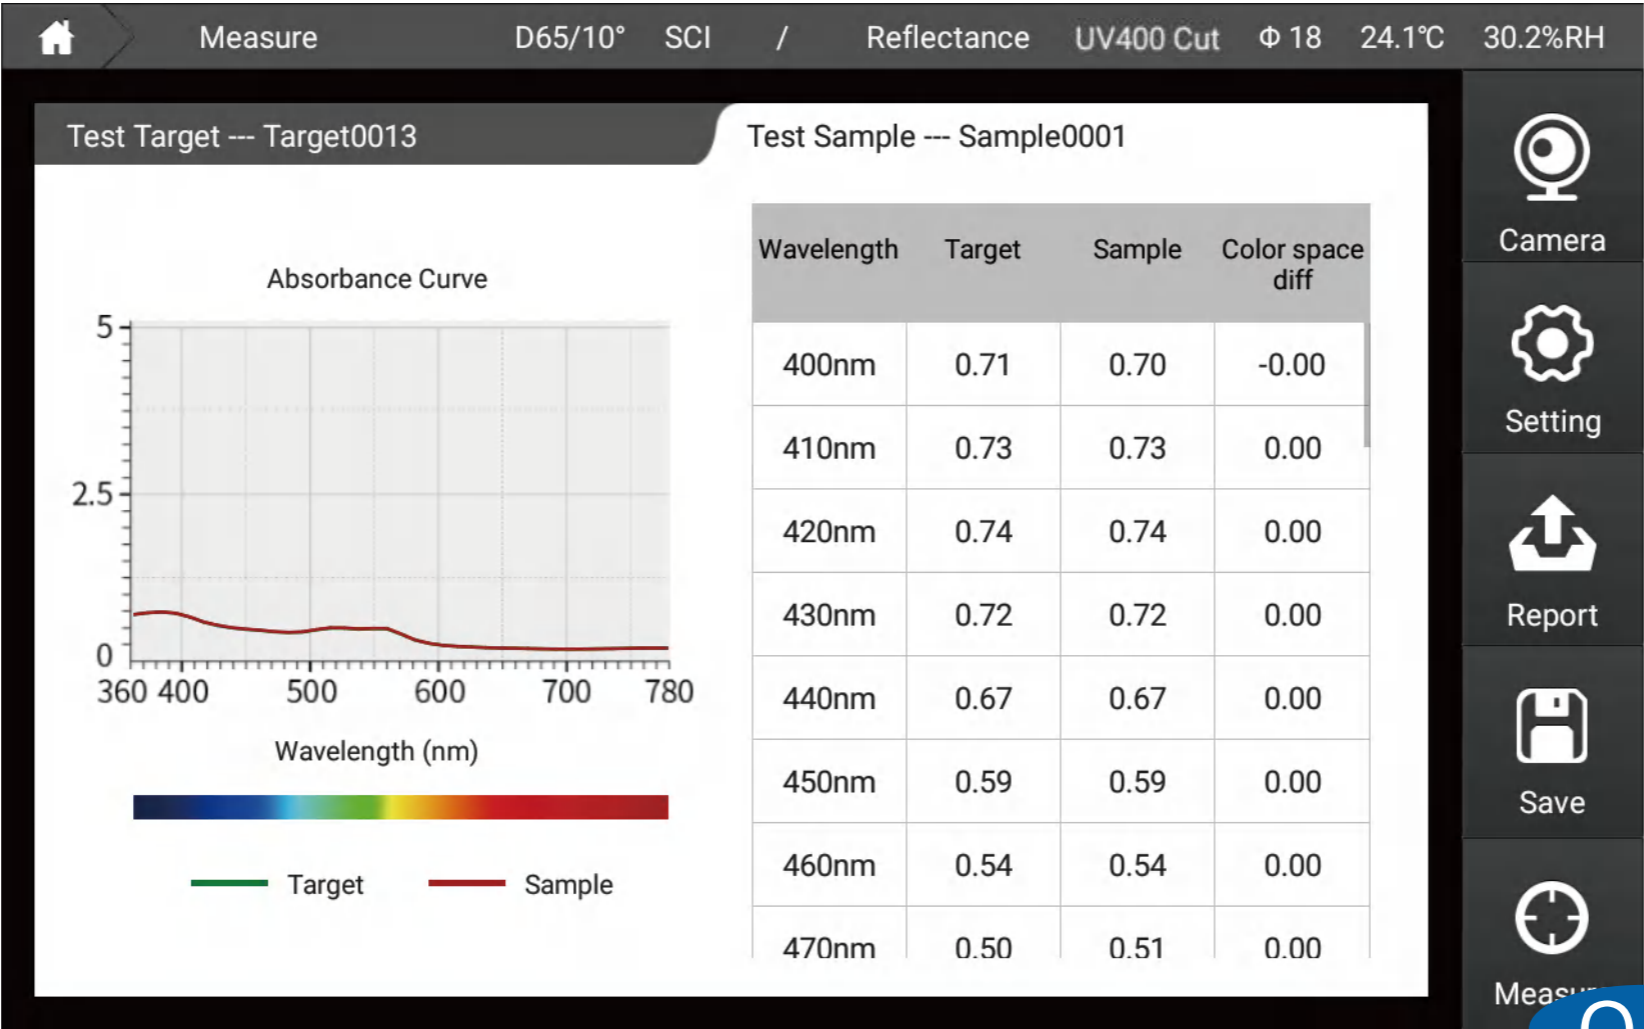 Measure D65/10° SCI / Reflectance UV400 Cut Φ 18 24.1℃ 30.2%RH
Test Target --- Target0013
Test Sample --- Sample0001
Absorbance Curve
5
2.5
0
360 400 500 600 700 780
Wavelength (nm)
Target Sample
Wavelength Target Sample Color space
diff
400nm 0.71 0.70 -0.00
410nm 0.73 0.73 0.00
420nm 0.74 0.74 0.00
430nm 0.72 0.72 0.00
440nm 0.67 0.67 0.00
450nm 0.59 0.59 0.00
460nm 0.54 0.54 0.00
470nm 0.50 0.51 0.00
Camera
Setting
Report
Save
Measure